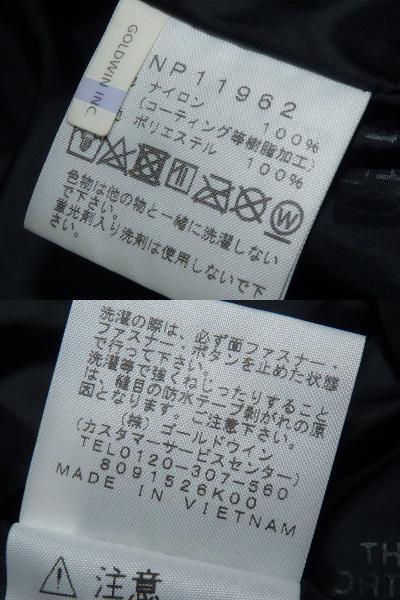 GOLDWIN INC.
NP11962
ナイロン 100%
(コーティング等樹脂加工)
ポリエステル 100%
W
色物は他の物と一緒に洗濯しない
で下さい。
蛍光剤入り洗剤は使用しないで下
さい。
洗濯の際は、必ず面ファスナー・
ファスナー、ボタンを止めた状態
で行って下さい。
洗濯等で強くねじったりすること
は、縫目の防水テープ剥がれの原
因となります。ご注意下さい。
(株)ゴールドウイン
(カスタマーサービスセンター)
TEL0120-307-560
8091526K00
MADE IN VIETNAM
注意
TH
ORT